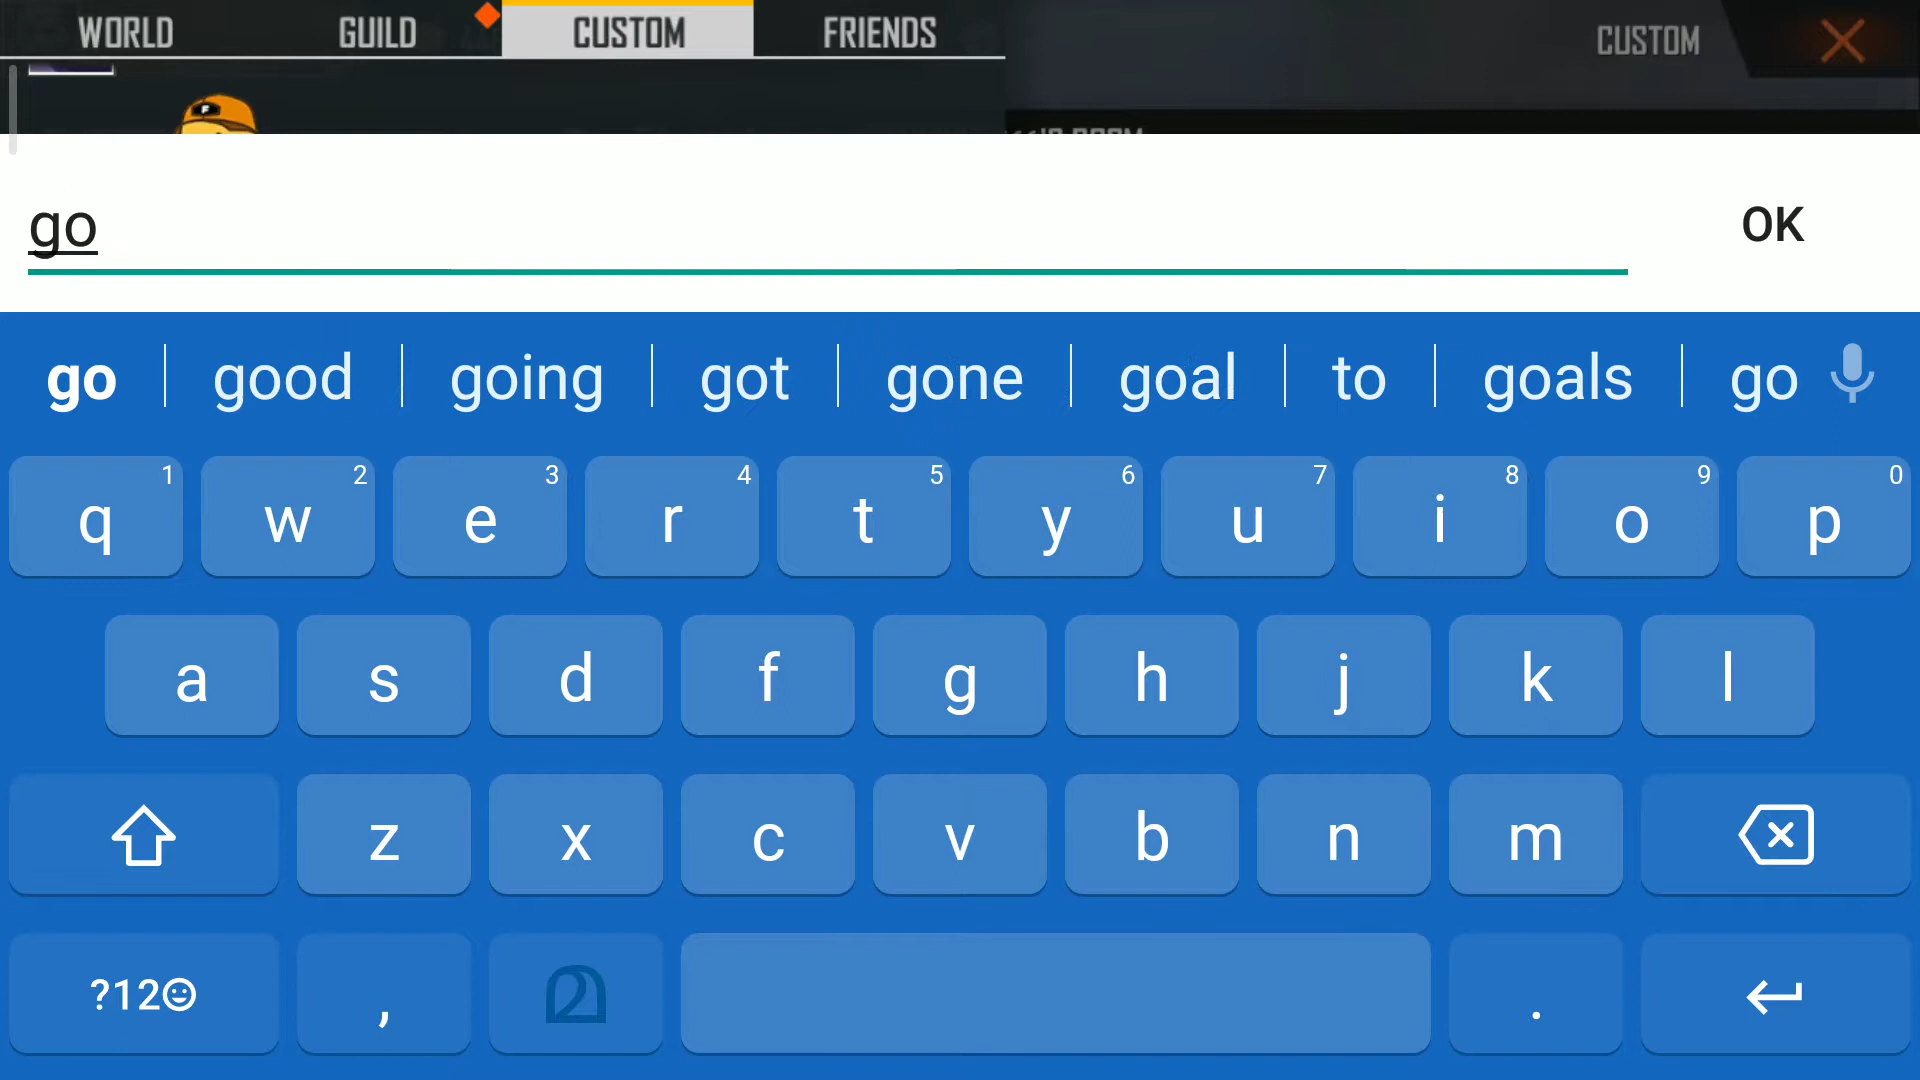 WORLD GUILD CUSTOM FRIENDS CUSTOM
F
go OK
go good going got gone goal to goals go
1 2 3 4 5 6 7 8 9 0
q w e r t y u i o p
a s d f g h j k l
z x c v b n m
?12 , മ .